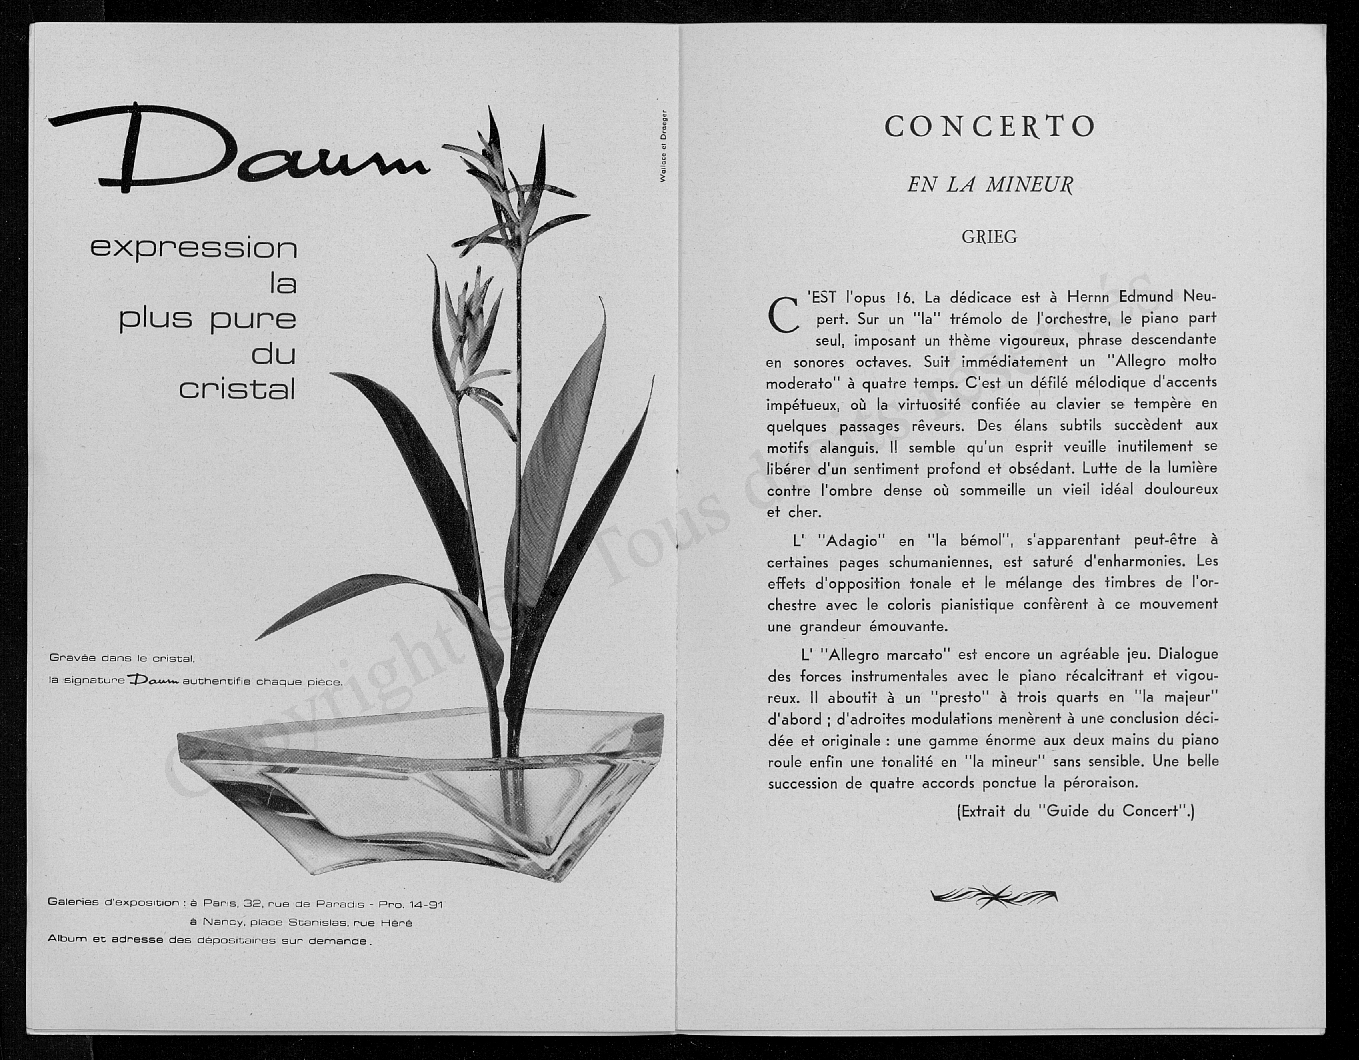 Daum
expression
la
plus pure
du
cristal
Wallace et Draeger
Gravée dans le cristal,
la signature Daum authentifie chaque pièce.
Galeries d'exposition : à Paris, 32, rue de Paradis - Pro. 14-91
à Nancy, place Stanislas, rue Héré
Album et adresse des dépositaires sur demande.
CONCERTO
EN LA MINEUR
GRIEG
C'EST l'opus 16. La dédicace est à Hernn Edmund Neu-
pert. Sur un "la" trémolo de l'orchestre, le piano part
seul, imposant un thème vigoureux, phrase descendante
en sonores octaves. Suit immédiatement un "Allegro molto
moderato" à quatre temps. C'est un défilé mélodique d'accents
impétueux, où la virtuosité confiée au clavier se tempère en
quelques passages rêveurs. Des élans subtils succèdent aux
motifs alanguis. Il semble qu'un esprit veuille inutilement se
libérer d'un sentiment profond et obsédant. Lutte de la lumière
contre l'ombre dense où sommeille un vieil idéal douloureux
et cher.
L' "Adagio" en "la bémol", s'apparentant peut-être à
certaines pages schumaniennes, est saturé d'enharmonies. Les
effets d'opposition tonale et le mélange des timbres de l'or-
chestre avec le coloris pianistique confèrent à ce mouvement
une grandeur émouvante.
L' "Allegro marcato" est encore un agréable jeu. Dialogue
des forces instrumentales avec le piano récalcitrant et vigou-
reux. Il aboutit à un "presto" à trois quarts en "la majeur"
d'abord ; d'adroites modulations menèrent à une conclusion déci-
dée et originale : une gamme énorme aux deux mains du piano
roule enfin une tonalité en "la mineur" sans sensible. Une belle
succession de quatre accords ponctue la péroraison.
(Extrait du "Guide du Concert".)
Copyright © Tous droits réservés.